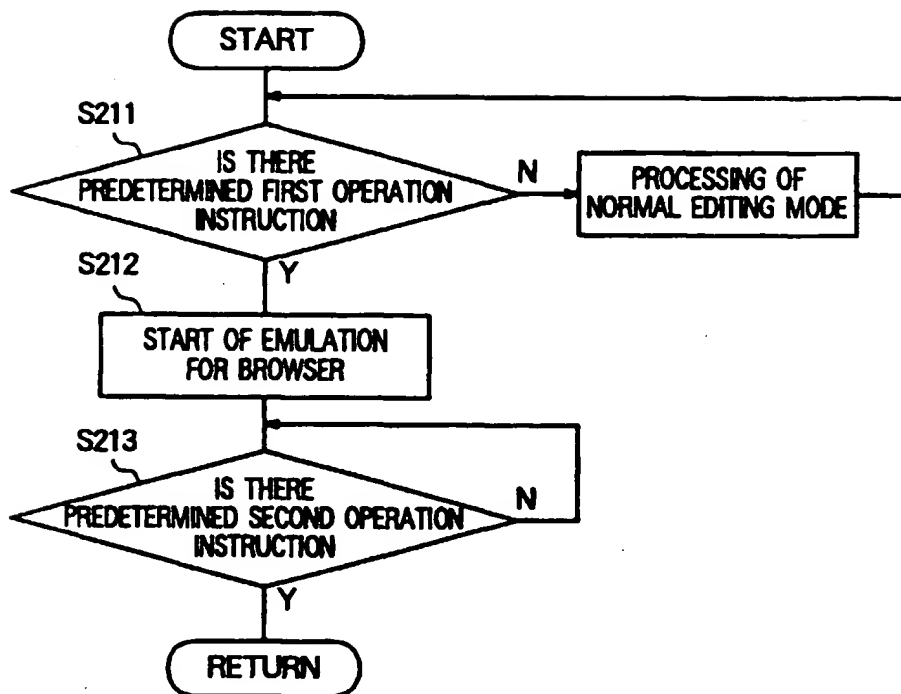 START
S211
IS THERE
PREDETERMINED FIRST OPERATION
INSTRUCTION
N
PROCESSING OF
NORMAL EDITING MODE
Y
S212
START OF EMULATION
FOR BROWSER
S213
IS THERE
PREDETERMINED SECOND OPERATION
INSTRUCTION
N
Y
RETURN